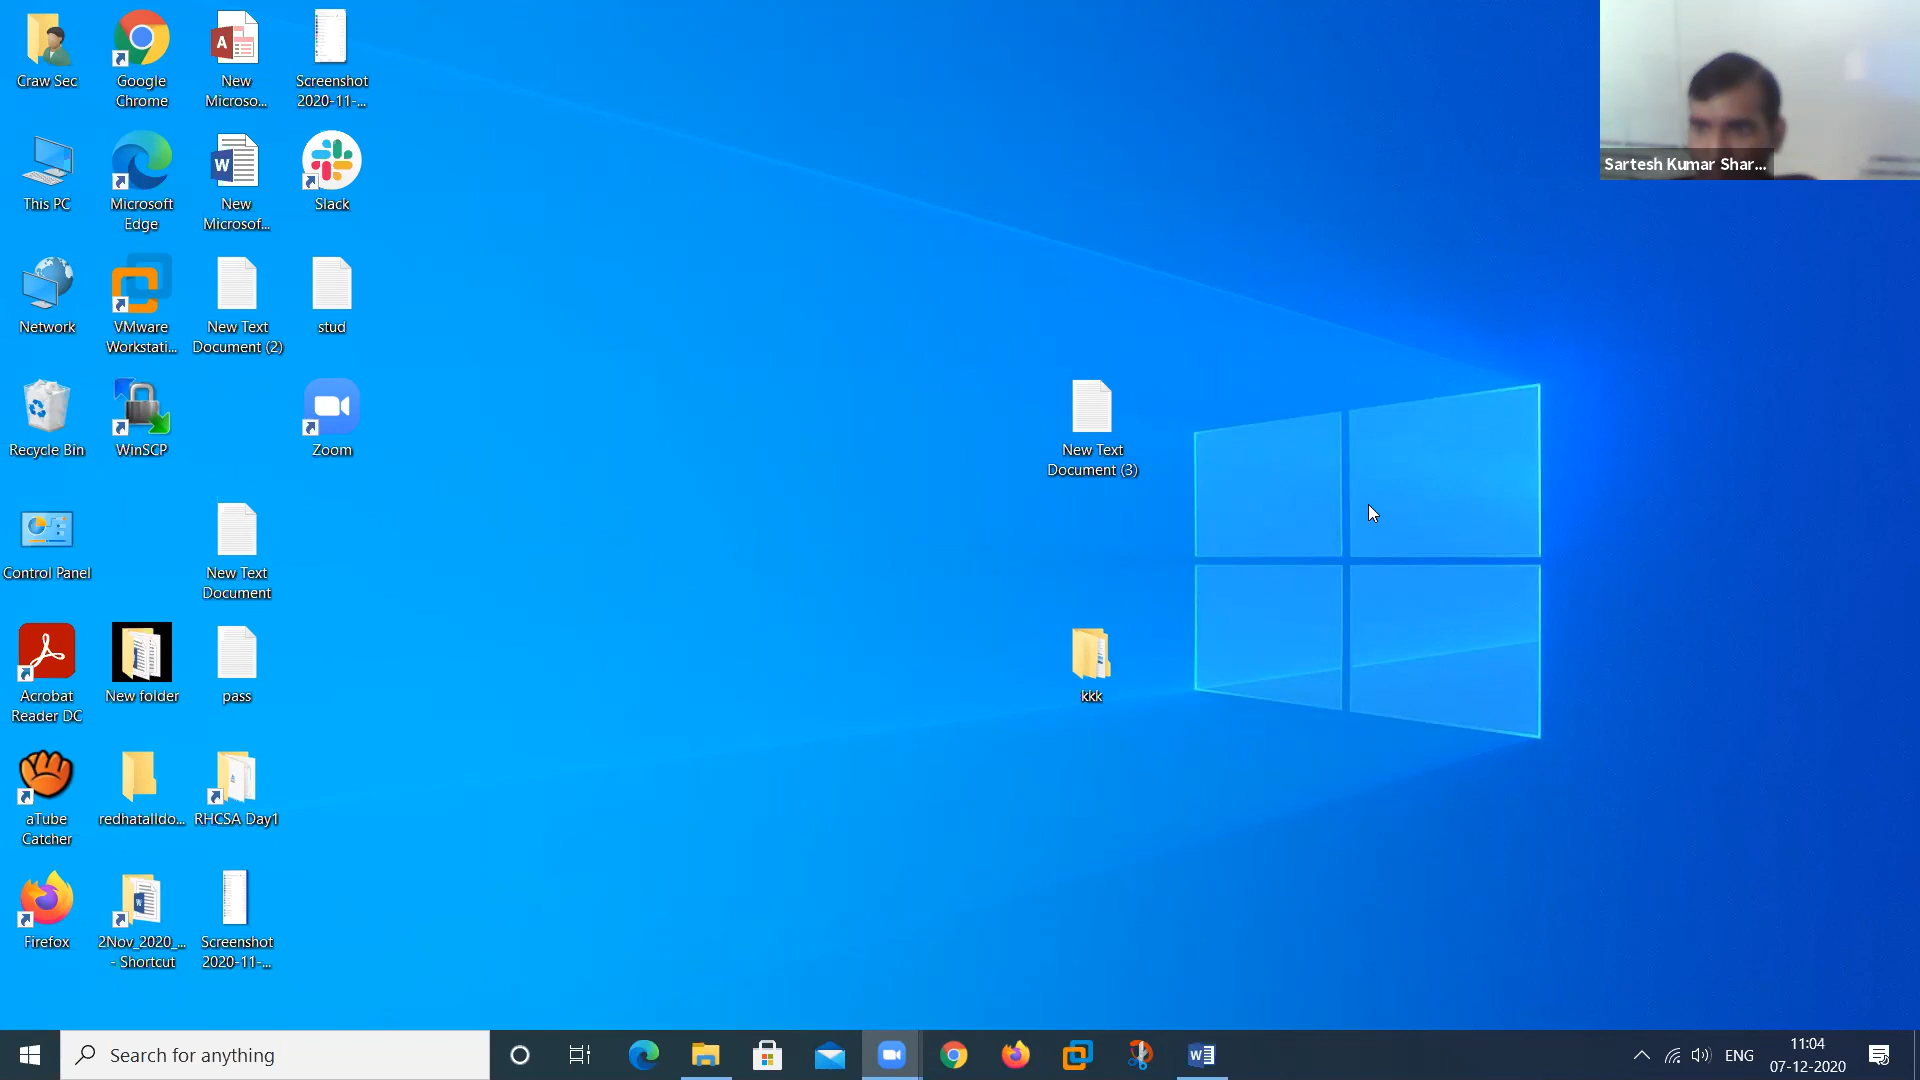 Craw Sec
Google
Chrome
New
Microso...
Screenshot
2020-11-...
Sartesh Kumar Shar...
This PC
Microsoft
Edge
New
Microsof...
Slack
Network
VMware
Workstati...
New Text
Document (2)
stud
Recycle Bin
WinSCP
Zoom
New Text
Document (3)
Control Panel
New Text
Document
Acrobat
Reader DC
New folder
pass
kkk
aTube
Catcher
redhatalldo...
RHCSA Day1
Firefox
2Nov_2020_...
- Shortcut
Screenshot
2020-11-...
Search for anything
ENG
11:04
07-12-2020